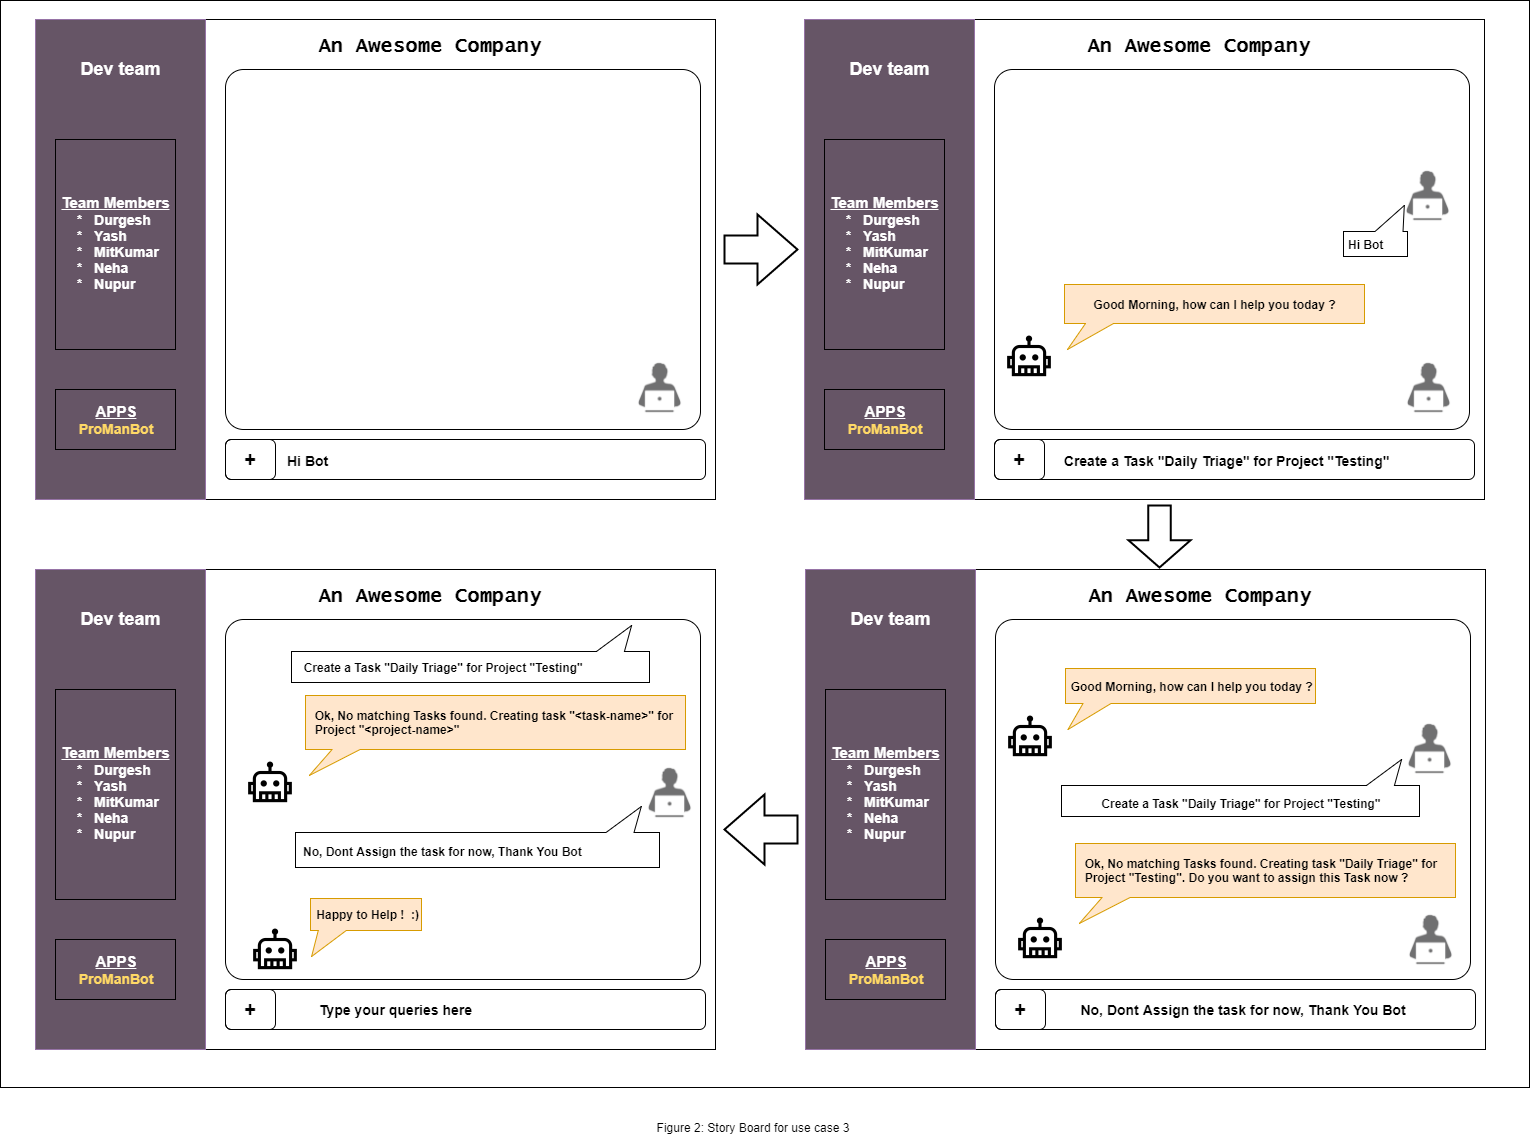 An Awesome Company
Dev team
Team Members
* Durgesh
* Yash
* MitKumar
* Neha
* Nupur
APPS
ProManBot
+ Hi Bot
An Awesome Company
Dev team
Team Members
* Durgesh
* Yash
* MitKumar
* Neha
* Nupur
APPS
ProManBot
Hi Bot
Good Morning, how can I help you today ?
+ Create a Task "Daily Triage" for Project "Testing"
An Awesome Company
Dev team
Team Members
* Durgesh
* Yash
* MitKumar
* Neha
* Nupur
APPS
ProManBot
Good Morning, how can I help you today ?
Create a Task "Daily Triage" for Project "Testing"
Ok, No matching Tasks found. Creating task "Daily Triage" for
Project "Testing". Do you want to assign this Task now ?
+ No, Dont Assign the task for now, Thank You Bot
An Awesome Company
Dev team
Team Members
* Durgesh
* Yash
* MitKumar
* Neha
* Nupur
APPS
ProManBot
Create a Task "Daily Triage" for Project "Testing"
Ok, No matching Tasks found. Creating task "<task-name>" for
Project "<project-name>"
No, Dont Assign the task for now, Thank You Bot
Happy to Help ! :)
+ Type your queries here
Figure 2: Story Board for use case 3